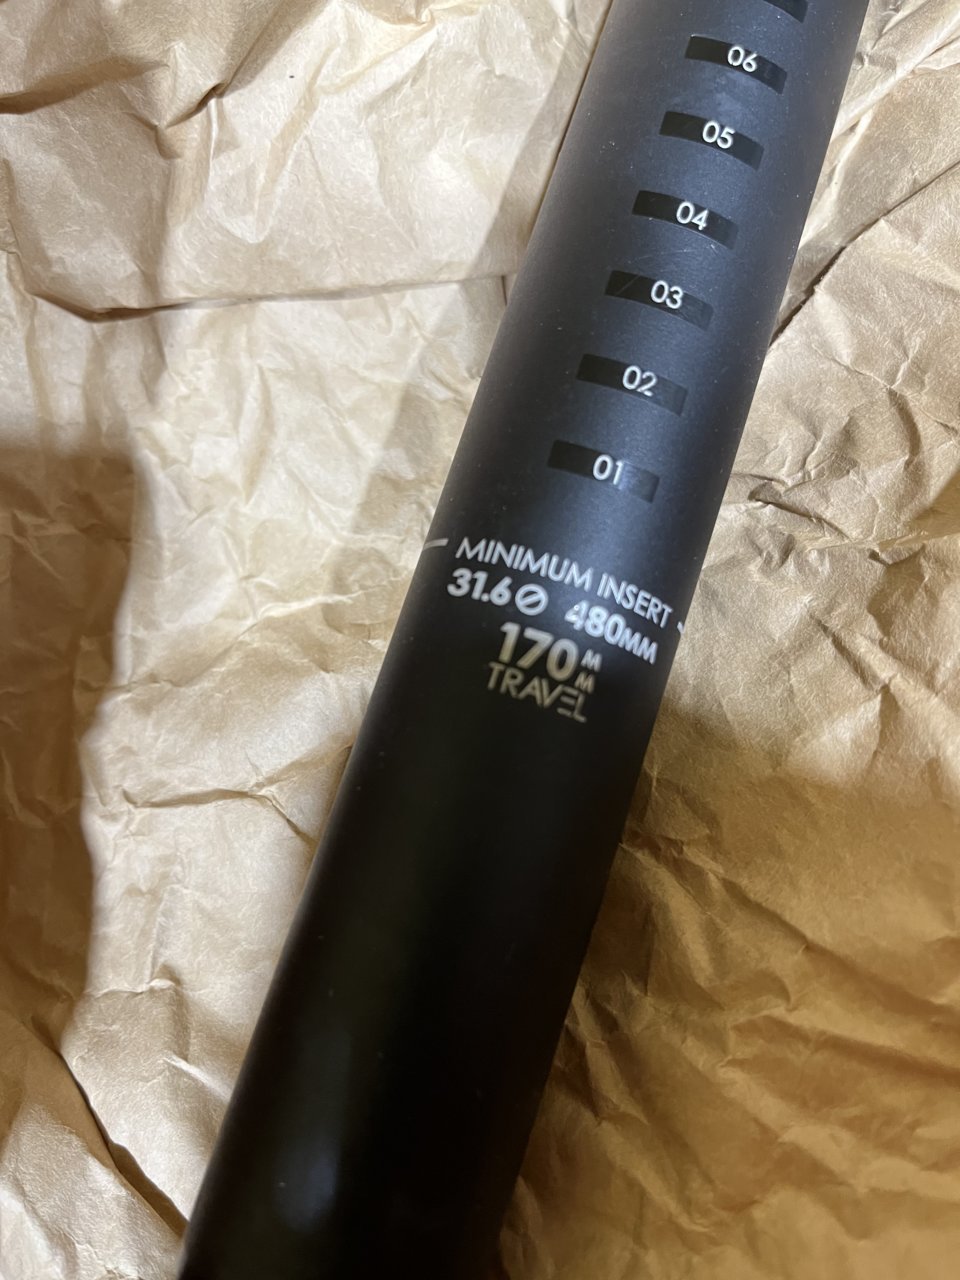 06
05
04
03
02
01
MINIMUM INSERT
31.6⌀ 480MM
170MM
TRAVEL